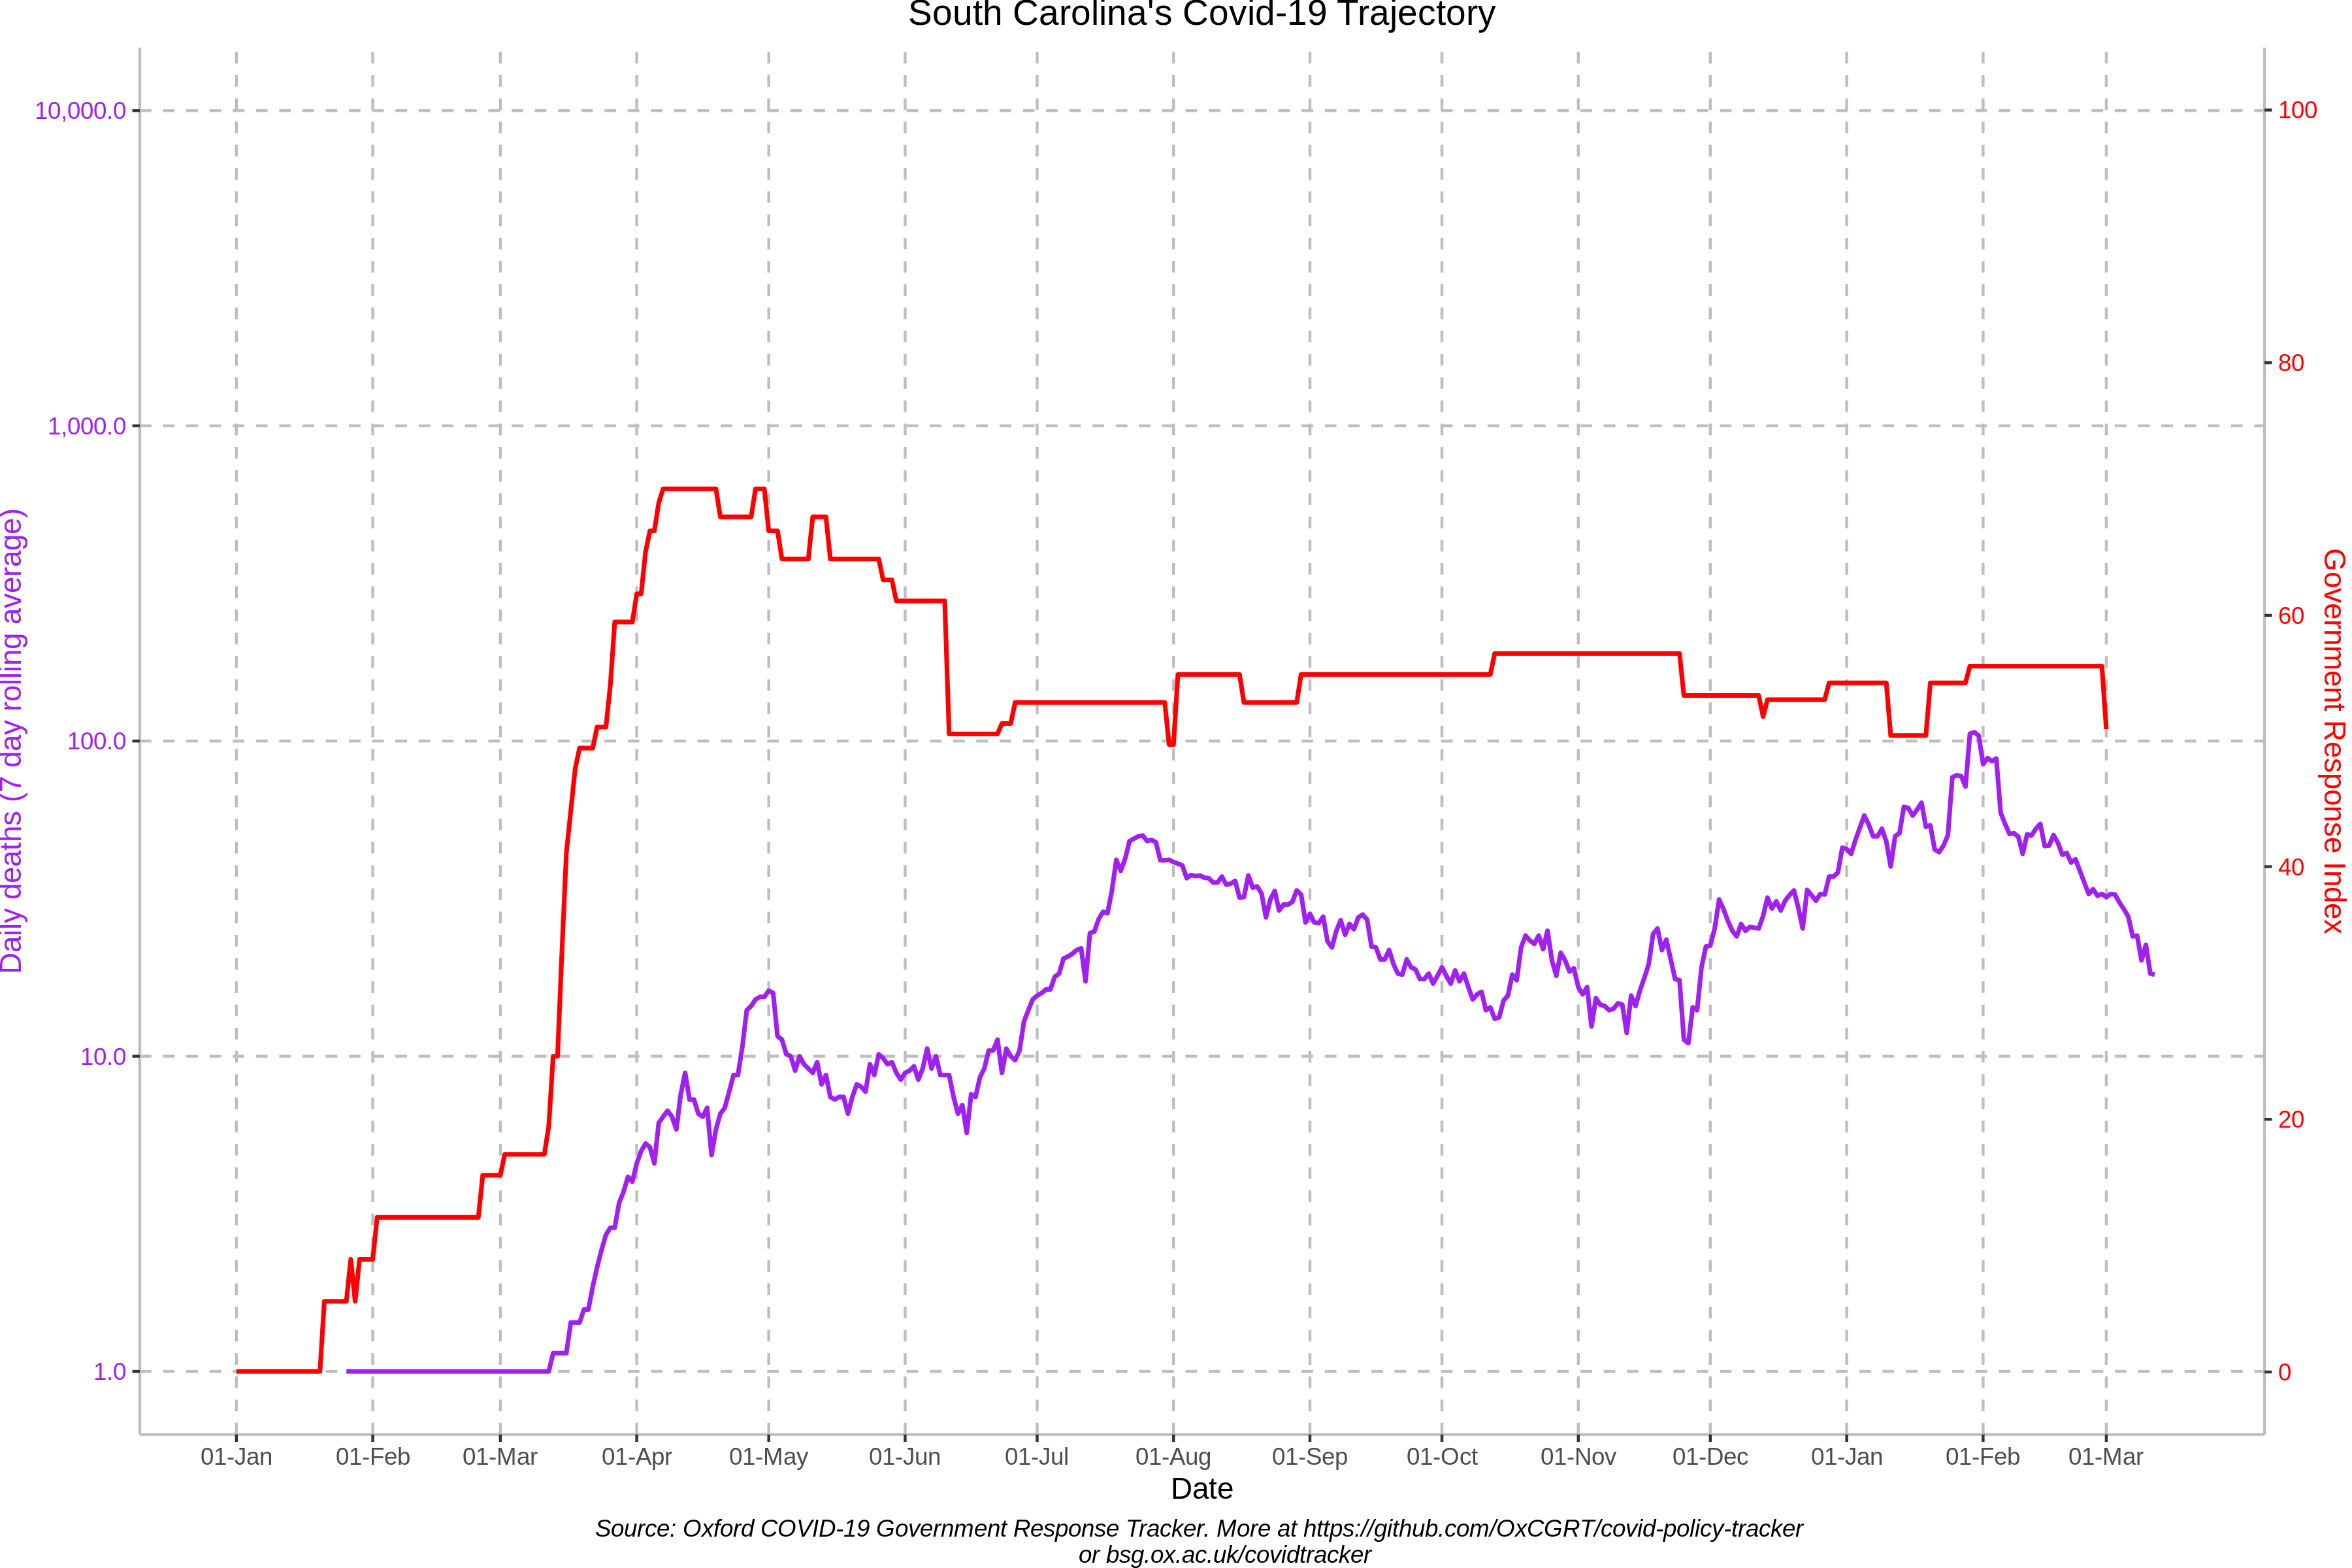 South Carolina's Covid-19 Trajectory
10,000.0
1,000.0
100.0
10.0
1.0
Daily deaths (7 day rolling average)
100
80
60
40
20
0
Government Response Index
01-Jan 01-Feb 01-Mar 01-Apr 01-May 01-Jun 01-Jul 01-Aug 01-Sep 01-Oct 01-Nov 01-Dec 01-Jan 01-Feb 01-Mar
Date
Source: Oxford COVID-19 Government Response Tracker. More at https://github.com/OxCGRT/covid-policy-tracker
or bsg.ox.ac.uk/covidtracker